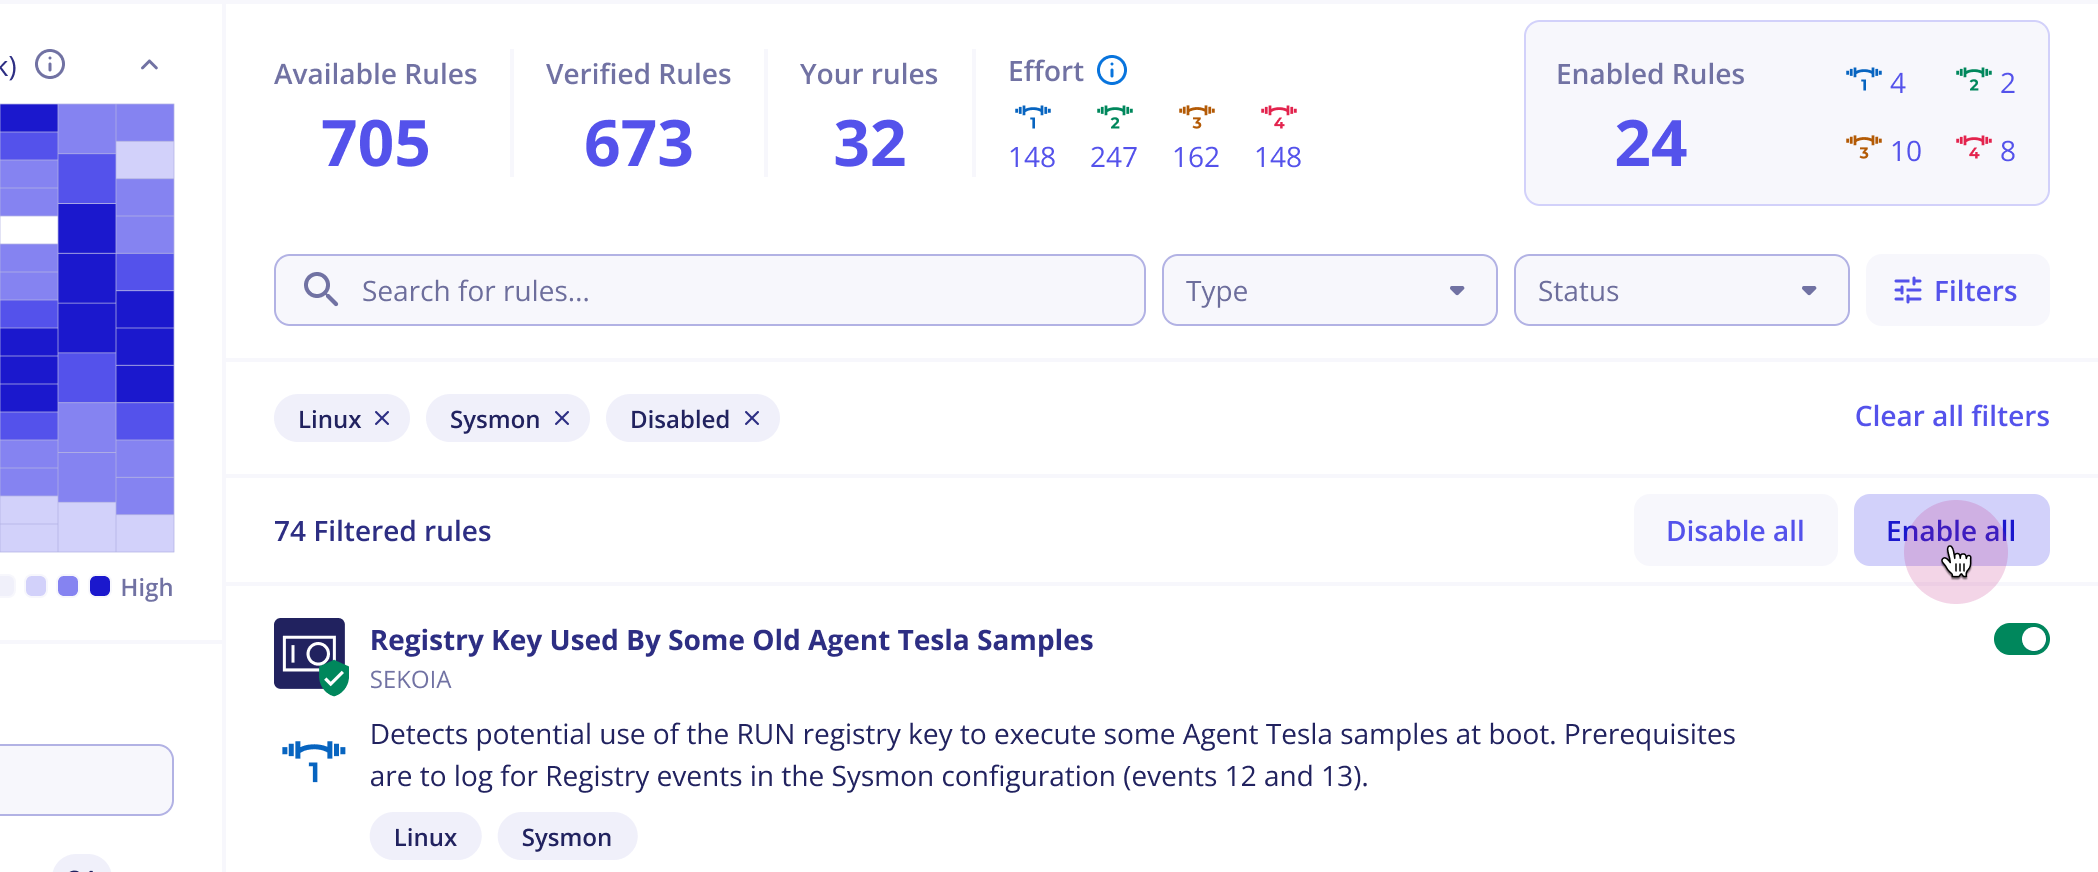 k)
Available Rules
705
Verified Rules
673
Your rules
32
Effort
1 2 3 4
148 247 162 148
Enabled Rules
24
1 4
2 2
3 10
4 8
Search for rules...
Type
Status
Filters
Linux
Sysmon
Disabled
Clear all filters
74 Filtered rules
Disable all
Enable all
High
Registry Key Used By Some Old Agent Tesla Samples
SEKOIA
1
Detects potential use of the RUN registry key to execute some Agent Tesla samples at boot. Prerequisites
are to log for Registry events in the Sysmon configuration (events 12 and 13).
Linux
Sysmon